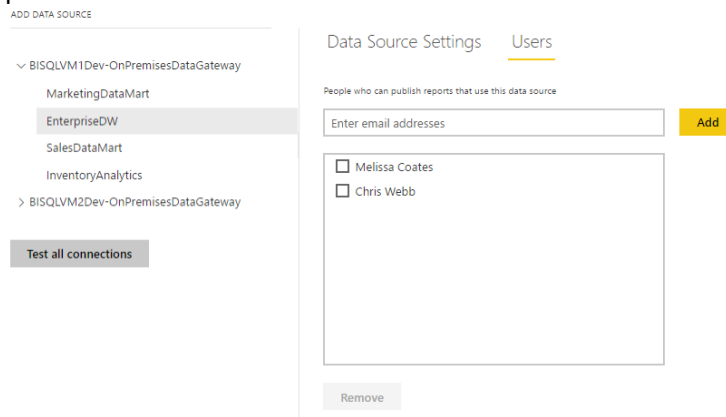 ADD DATA SOURCE
BISQLVM1Dev-OnPremisesDataGateway
MarketingDataMart
EnterpriseDW
SalesDataMart
InventoryAnalytics
BISQLVM2Dev-OnPremisesDataGateway
Test all connections
Data Source Settings Users
People who can publish reports that use this data source
Enter email addresses Add
Melissa Coates
Chris Webb
Remove